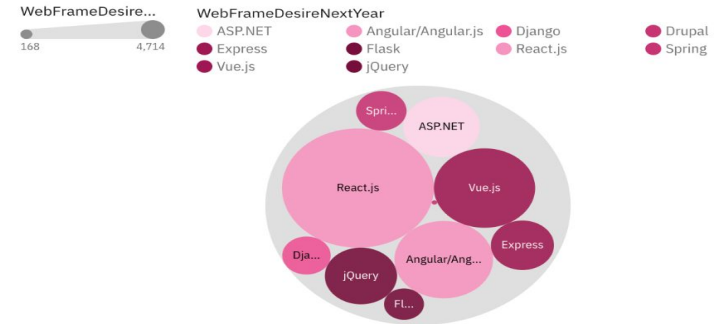 WebFrameDesire...
168
4,714
WebFrameDesireNextYear
ASP.NET
Angular/Angular.js
Django
Drupal
Express
Flask
React.js
Spring
Vue.js
jQuery
Spri...
ASP.NET
React.js
Vue.js
Express
Dja...
Angular/Ang...
jQuery
Fl...